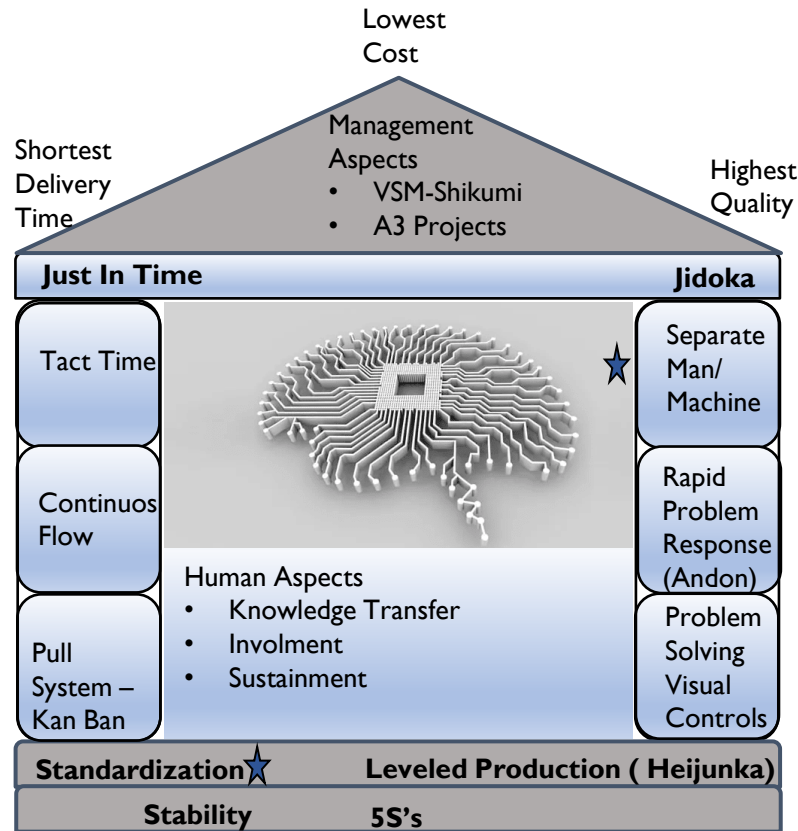 Lowest
Cost
Shortest
Delivery
Time
Management
Aspects
• VSM-Shikumi
• A3 Projects
Highest
Quality
Just In Time
Jidoka
Tact Time
Continuos
Flow
Pull
System –
Kan Ban
Human Aspects
• Knowledge Transfer
• Involment
• Sustainment
Separate
Man/
Machine
Rapid
Problem
Response
(Andon)
Problem
Solving
Visual
Controls
Standardization
Leveled Production ( Heijunka)
Stability
5S's